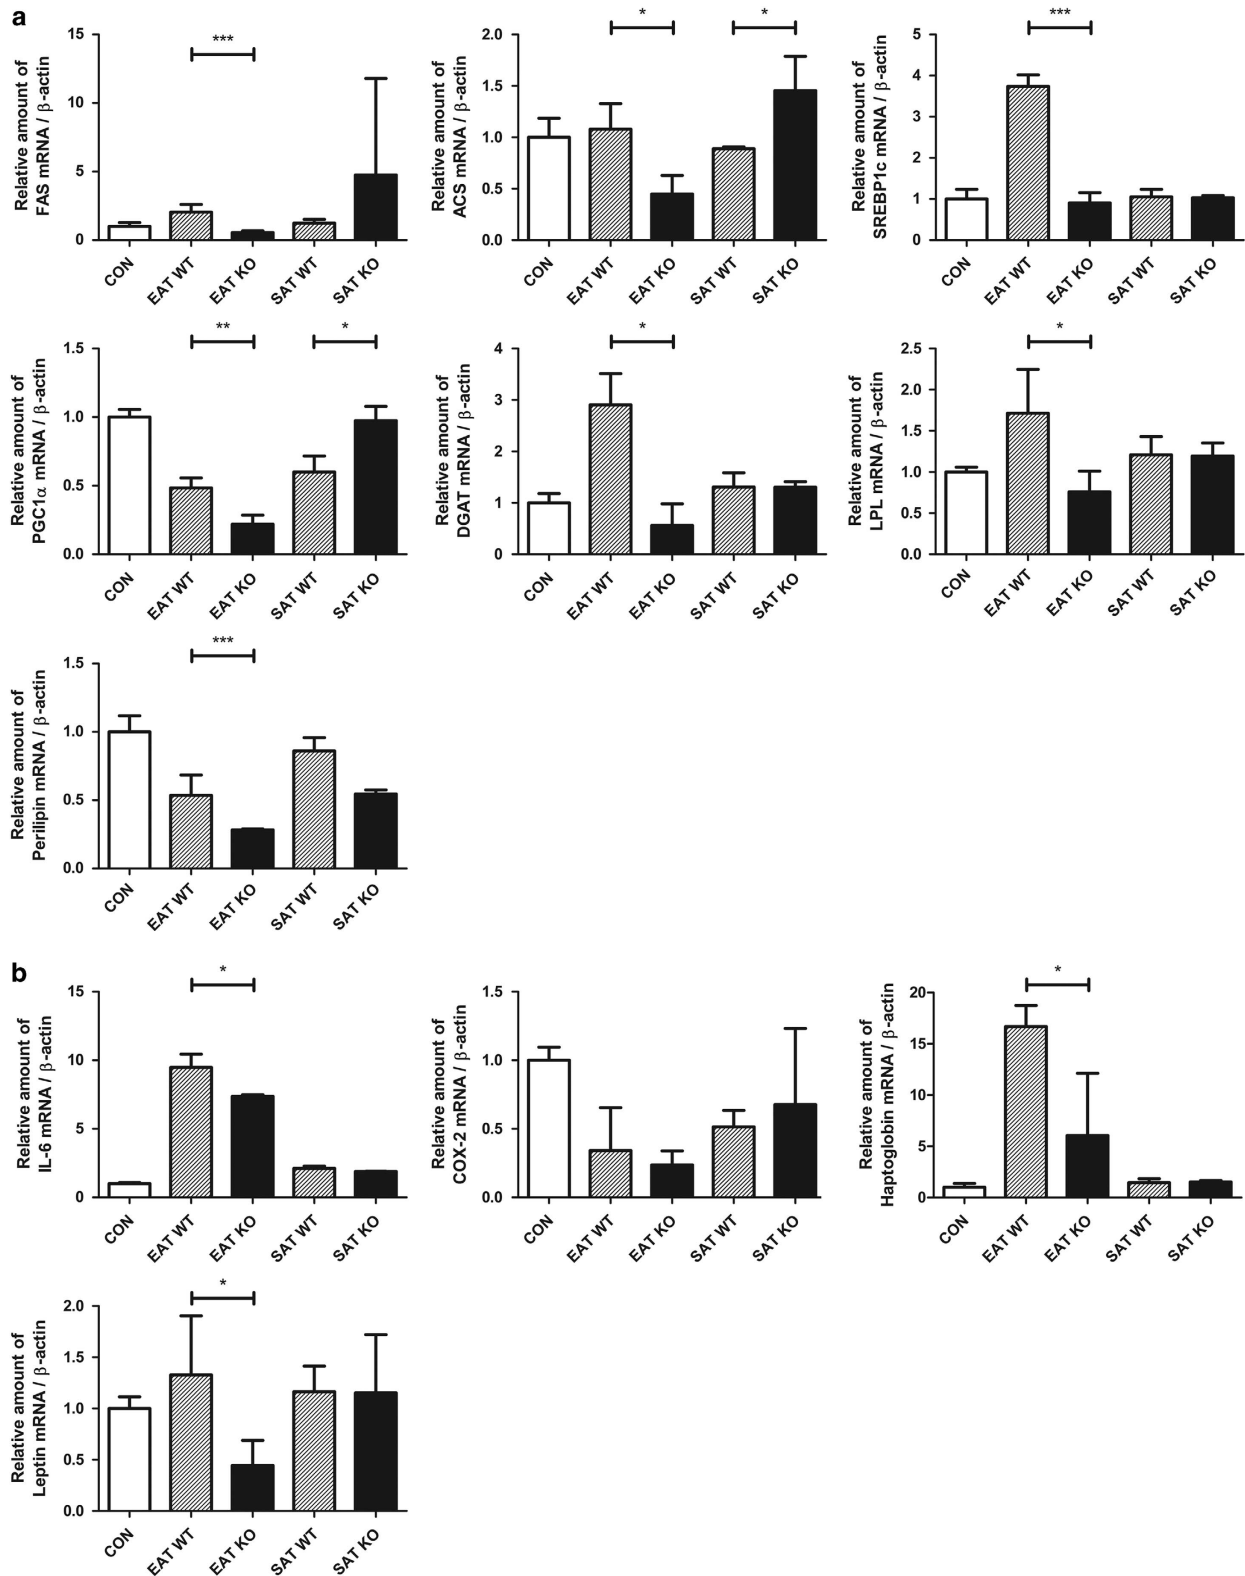 a
Relative amount of
FAS mRNA / β-actin
15
10
5
0
***
CON
EAT WT
EAT KO
SAT WT
SAT KO
Relative amount of
ACS mRNA / β-actin
2.0
1.5
1.0
0.5
0.0
*
*
CON
EAT WT
EAT KO
SAT WT
SAT KO
Relative amount of
SREBP1c mRNA / β-actin
5
4
3
2
1
0
***
CON
EAT WT
EAT KO
SAT WT
SAT KO
Relative amount of
PGC1α mRNA / β-actin
1.5
1.0
0.5
0.0
**
*
CON
EAT WT
EAT KO
SAT WT
SAT KO
Relative amount of
DGAT mRNA / β-actin
4
3
2
1
0
*
CON
EAT WT
EAT KO
SAT WT
SAT KO
Relative amount of
LPL mRNA / β-actin
2.5
2.0
1.5
1.0
0.5
0.0
*
CON
EAT WT
EAT KO
SAT WT
SAT KO
Relative amount of
Perilipin mRNA / β-actin
1.5
1.0
0.5
0.0
***
CON
EAT WT
EAT KO
SAT WT
SAT KO
b
Relative amount of
IL-6 mRNA / β-actin
15
10
5
0
*
CON
EAT WT
EAT KO
SAT WT
SAT KO
Relative amount of
COX-2 mRNA / β-actin
1.5
1.0
0.5
0.0
CON
EAT WT
EAT KO
SAT WT
SAT KO
Relative amount of
Haptoglobin mRNA / β-actin
20
15
10
5
0
*
CON
EAT WT
EAT KO
SAT WT
SAT KO
Relative amount of
Leptin mRNA / β-actin
2.0
1.5
1.0
0.5
0.0
*
CON
EAT WT
EAT KO
SAT WT
SAT KO